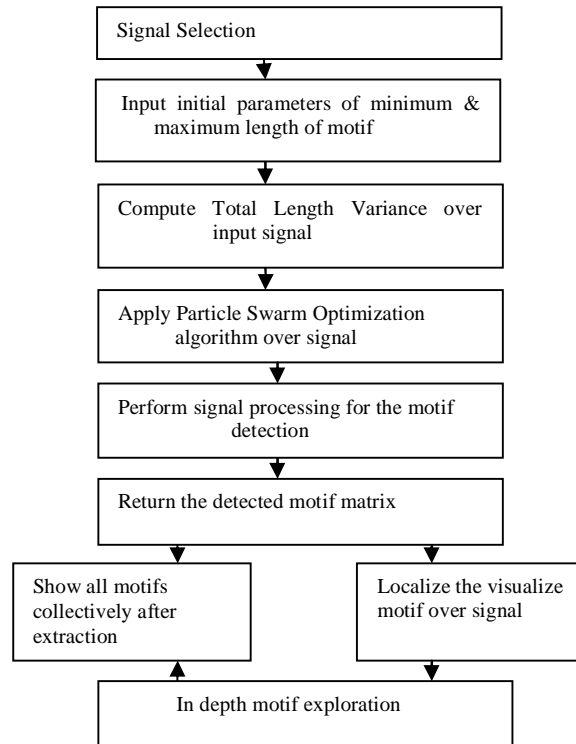 Signal Selection
Input initial parameters of minimum &
maximum length of motif
Compute Total Length Variance over
input signal
Apply Particle Swarm Optimization
algorithm over signal
Perform signal processing for the motif
detection
Return the detected motif matrix
Show all motifs
collectively after
extraction
Localize the visualize
motif over signal
In depth motif exploration